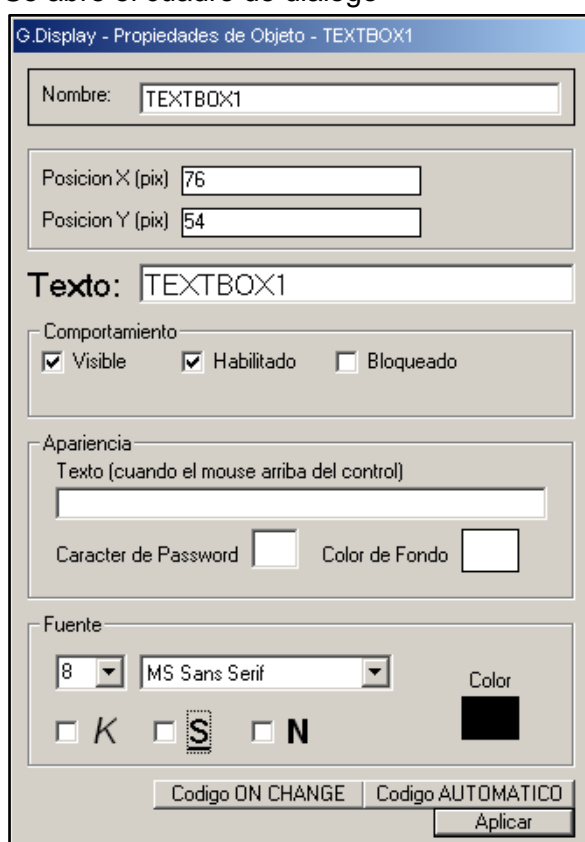 G.Display - Propiedades de Objeto - TEXTBOX1
Nombre: TEXTBOX1
Posicion X (pix) 76
Posicion Y (pix) 54
Texto: TEXTBOX1
Comportamiento
Visible Habilitado Bloqueado
Apariencia
Texto (cuando el mouse arriba del control)
Caracter de Password Color de Fondo
Fuente
8 MS Sans Serif Color
K S N
Codigo ON CHANGE Codigo AUTOMATICO
Aplicar